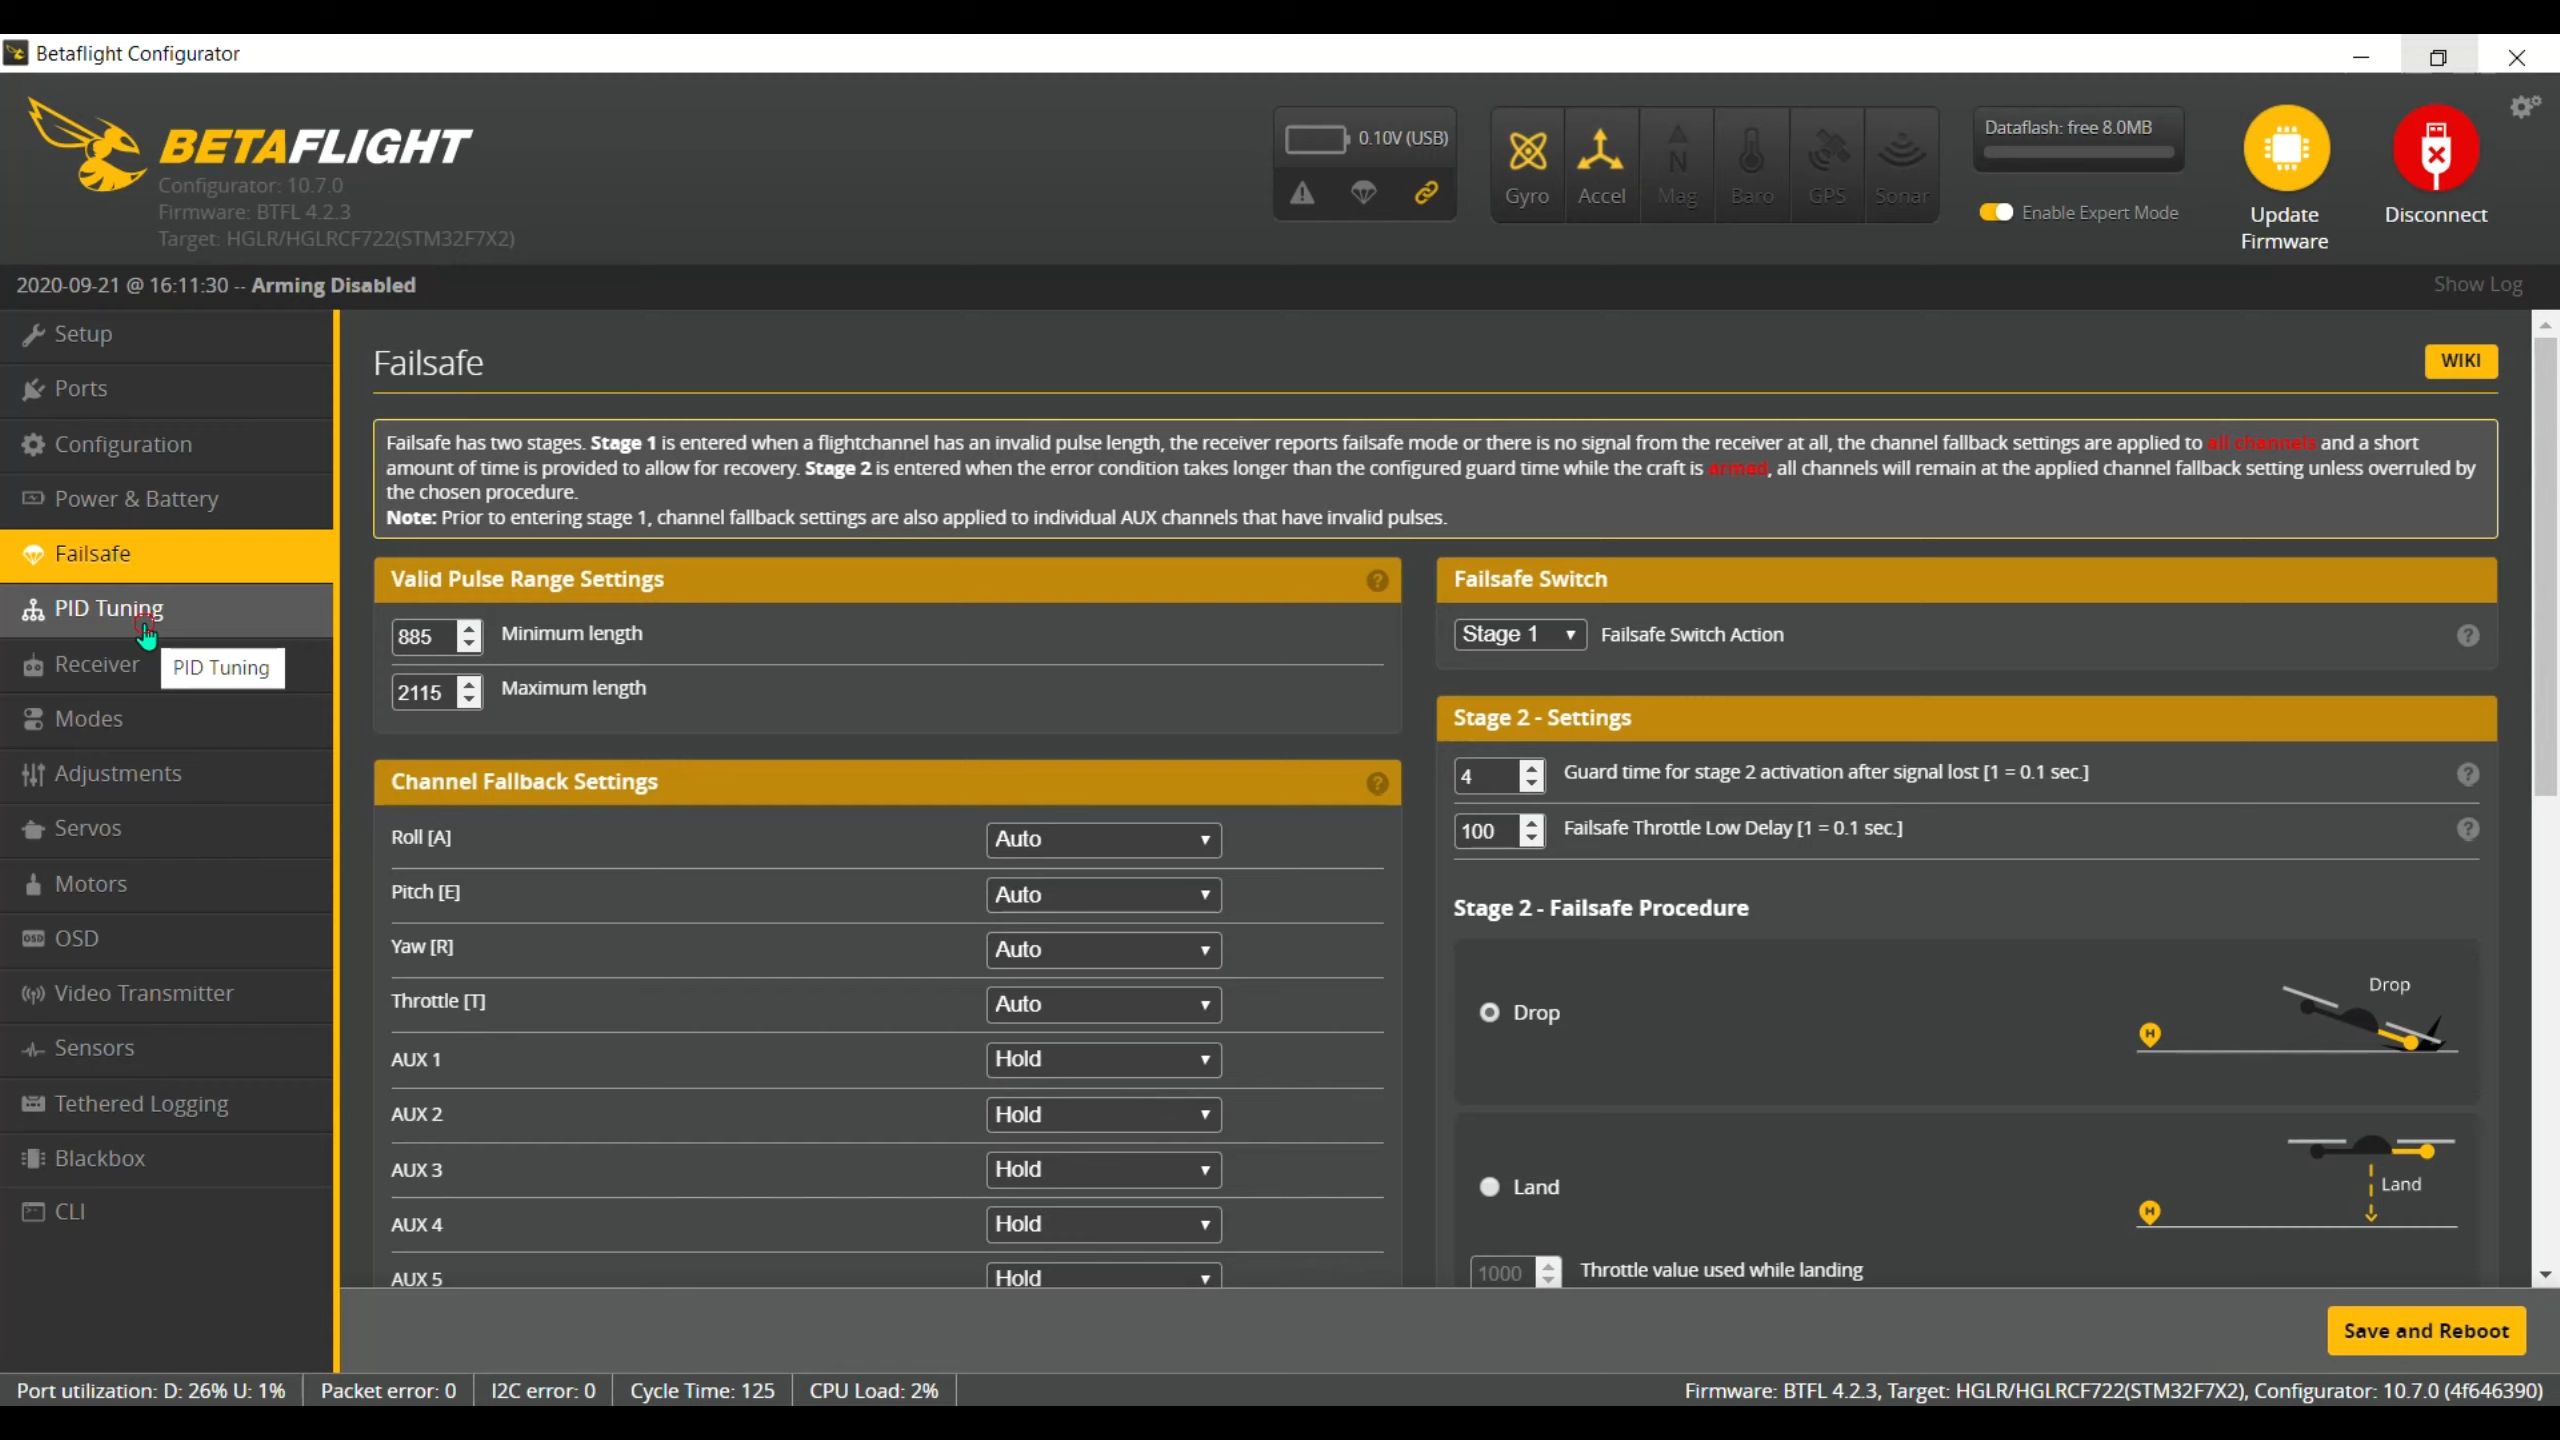 Betaflight Configurator
BETAFLIGHT
Configurator: 10.7.0
Firmware: BTFL 4.2.3
Target: HGLR/HGLRCF722(STM32F7X2)
0.10V (USB)
Gyro
Accel
Mag
Baro
GPS
Sonar
Dataflash: free 8.0MB
Enable Expert Mode
Update
Firmware
Disconnect
2020-09-21 @ 16:11:30 -- Arming Disabled
Show Log
Setup
Ports
Configuration
Power & Battery
Failsafe
PID Tuning
Receiver
PID Tuning
Modes
Adjustments
Servos
Motors
OSD OSD
Video Transmitter
Sensors
Tethered Logging
Blackbox
CLI
Failsafe
WIKI
Failsafe has two stages. Stage 1 is entered when a flightchannel has an invalid pulse length, the receiver reports failsafe mode or there is no signal from the receiver at all, the channel fallback settings are applied to all channels and a short
amount of time is provided to allow for recovery. Stage 2 is entered when the error condition takes longer than the configured guard time while the craft is armed, all channels will remain at the applied channel fallback setting unless overruled by
the chosen procedure.
Note: Prior to entering stage 1, channel fallback settings are also applied to individual AUX channels that have invalid pulses.
Valid Pulse Range Settings ?
885 Minimum length
2115 Maximum length
Channel Fallback Settings ?
Roll [A] Auto
Pitch [E] Auto
Yaw [R] Auto
Throttle [T] Auto
AUX 1 Hold
AUX 2 Hold
AUX 3 Hold
AUX 4 Hold
AUX 5 Hold
Failsafe Switch
Stage 1 Failsafe Switch Action ?
Stage 2 - Settings
4 Guard time for stage 2 activation after signal lost [1 = 0.1 sec.] ?
100 Failsafe Throttle Low Delay [1 = 0.1 sec.] ?
Stage 2 - Failsafe Procedure
Drop
Drop
H
Land
Land
H
1000 Throttle value used while landing
Save and Reboot
Port utilization: D: 26% U: 1% Packet error: 0 I2C error: 0 Cycle Time: 125 CPU Load: 2% Firmware: BTFL 4.2.3, Target: HGLR/HGLRCF722(STM32F7X2), Configurator: 10.7.0 (4f646390)